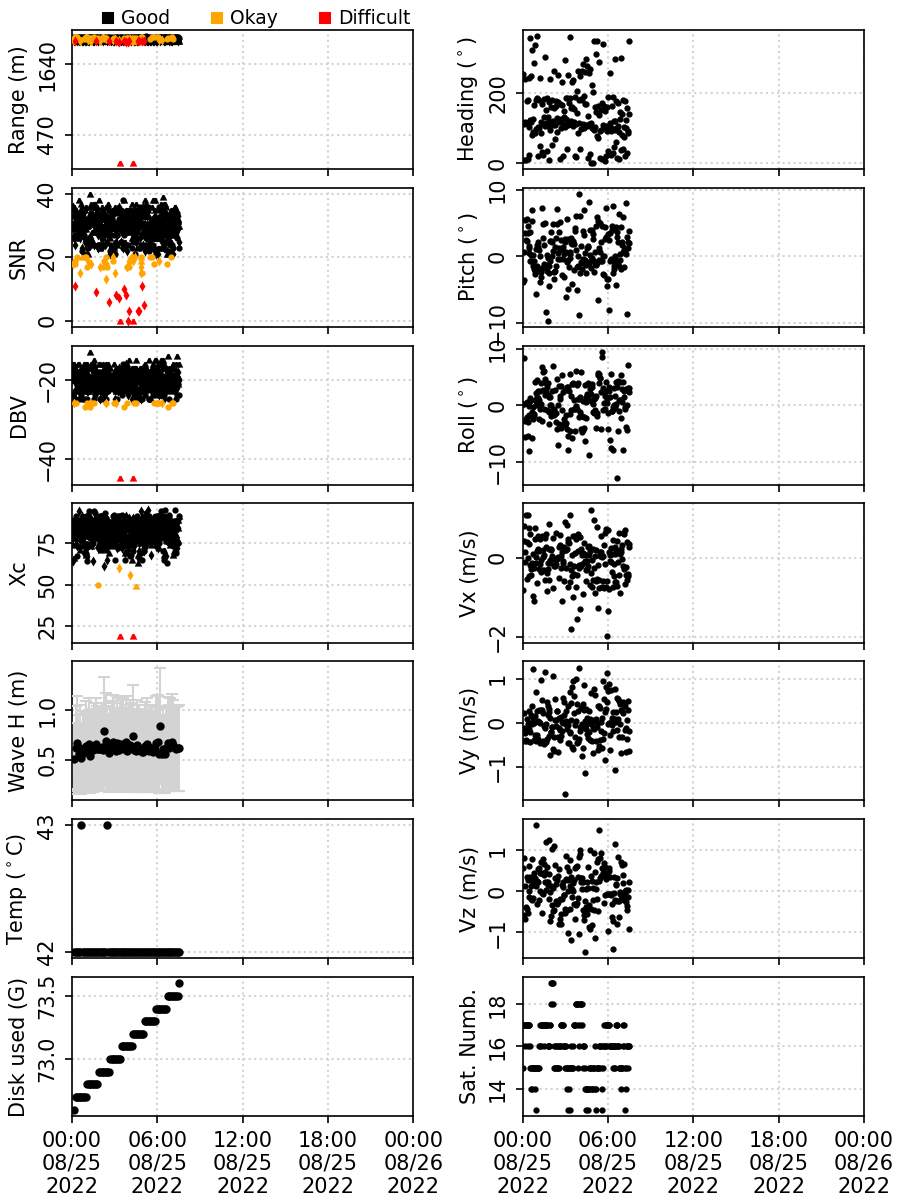 Good Okay Difficult
Range (m)
1640
470
SNR
40
20
0
DBV
−20
−40
Xc
75
50
25
Wave H (m)
1.0
0.5
Temp (°C)
43
42
Disk used (G)
73.5
73.0
00:00 06:00 12:00 18:00 00:00
08/25 08/25 08/25 08/25 08/26
2022 2022 2022 2022 2022
Heading (°)
200
0
Pitch (°)
10
0
−10
Roll (°)
10
0
−10
Vx (m/s)
0
−2
Vy (m/s)
1
0
−1
Vz (m/s)
1
0
−1
Sat. Numb.
18
16
14
00:00 06:00 12:00 18:00 00:00
08/25 08/25 08/25 08/25 08/26
2022 2022 2022 2022 2022